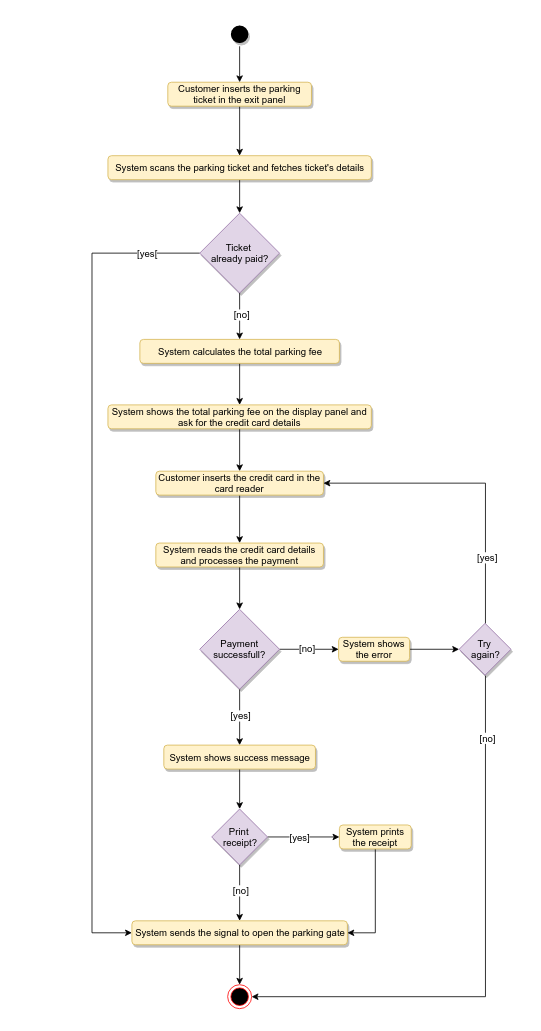 Customer inserts the parking
ticket in the exit panel
System scans the parking ticket and fetches ticket's details
Ticket
already paid?
[yes[
[no]
System calculates the total parking fee
System shows the total parking fee on the display panel and
ask for the credit card details
Customer inserts the credit card in the
card reader
System reads the credit card details
and processes the payment
[yes]
Payment
successfull?
[no]
System shows
the error
Try
again?
[yes]
[no]
System shows success message
Print
receipt?
[yes]
System prints
the receipt
[no]
System sends the signal to open the parking gate